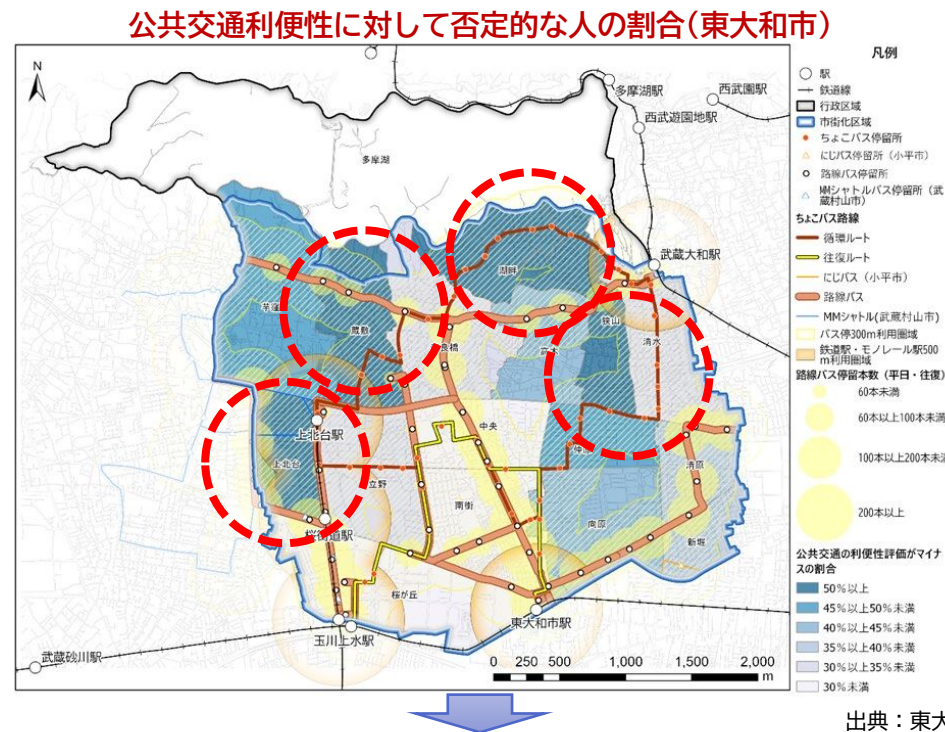 公共交通利便性に対して否定的な人の割合(東大和市)
N
多摩湖駅
西武園駅
西武遊園地駅
多摩湖
武蔵大和駅
湖畔
芋窪
蔵敷
奈良橋
高木
狭山
清水
上北台駅
上北台
中央
立野
南街
仲原
清原
向原
新堀
桜街道駅
桜が丘
東大和市駅
玉川上水駅
武蔵砂川駅
0 250 500 1,000 1,500 2,000
m
凡例
駅
鉄道線
行政区域
市街化区域
ちょこバス停留所
にじバス停留所(小平市)
路線バス停留所
MMシャトルバス停留所(武
蔵村山市)
ちょこバス路線
循環ルート
往復ルート
にじバス(小平市)
路線バス
MMシャトル(武蔵村山市)
バス停300m利用圏域
鉄道駅・モノレール駅500
m利用圏域
路線バス停留本数(平日・往復)
60本未満
60本以上100本未満
100本以上200本未満
200本以上
公共交通の利便性評価がマイナ
スの割合
50%以上
45%以上50%未満
40%以上45%未満
35%以上40%未満
30%以上35%未満
30%未満
出典:東大